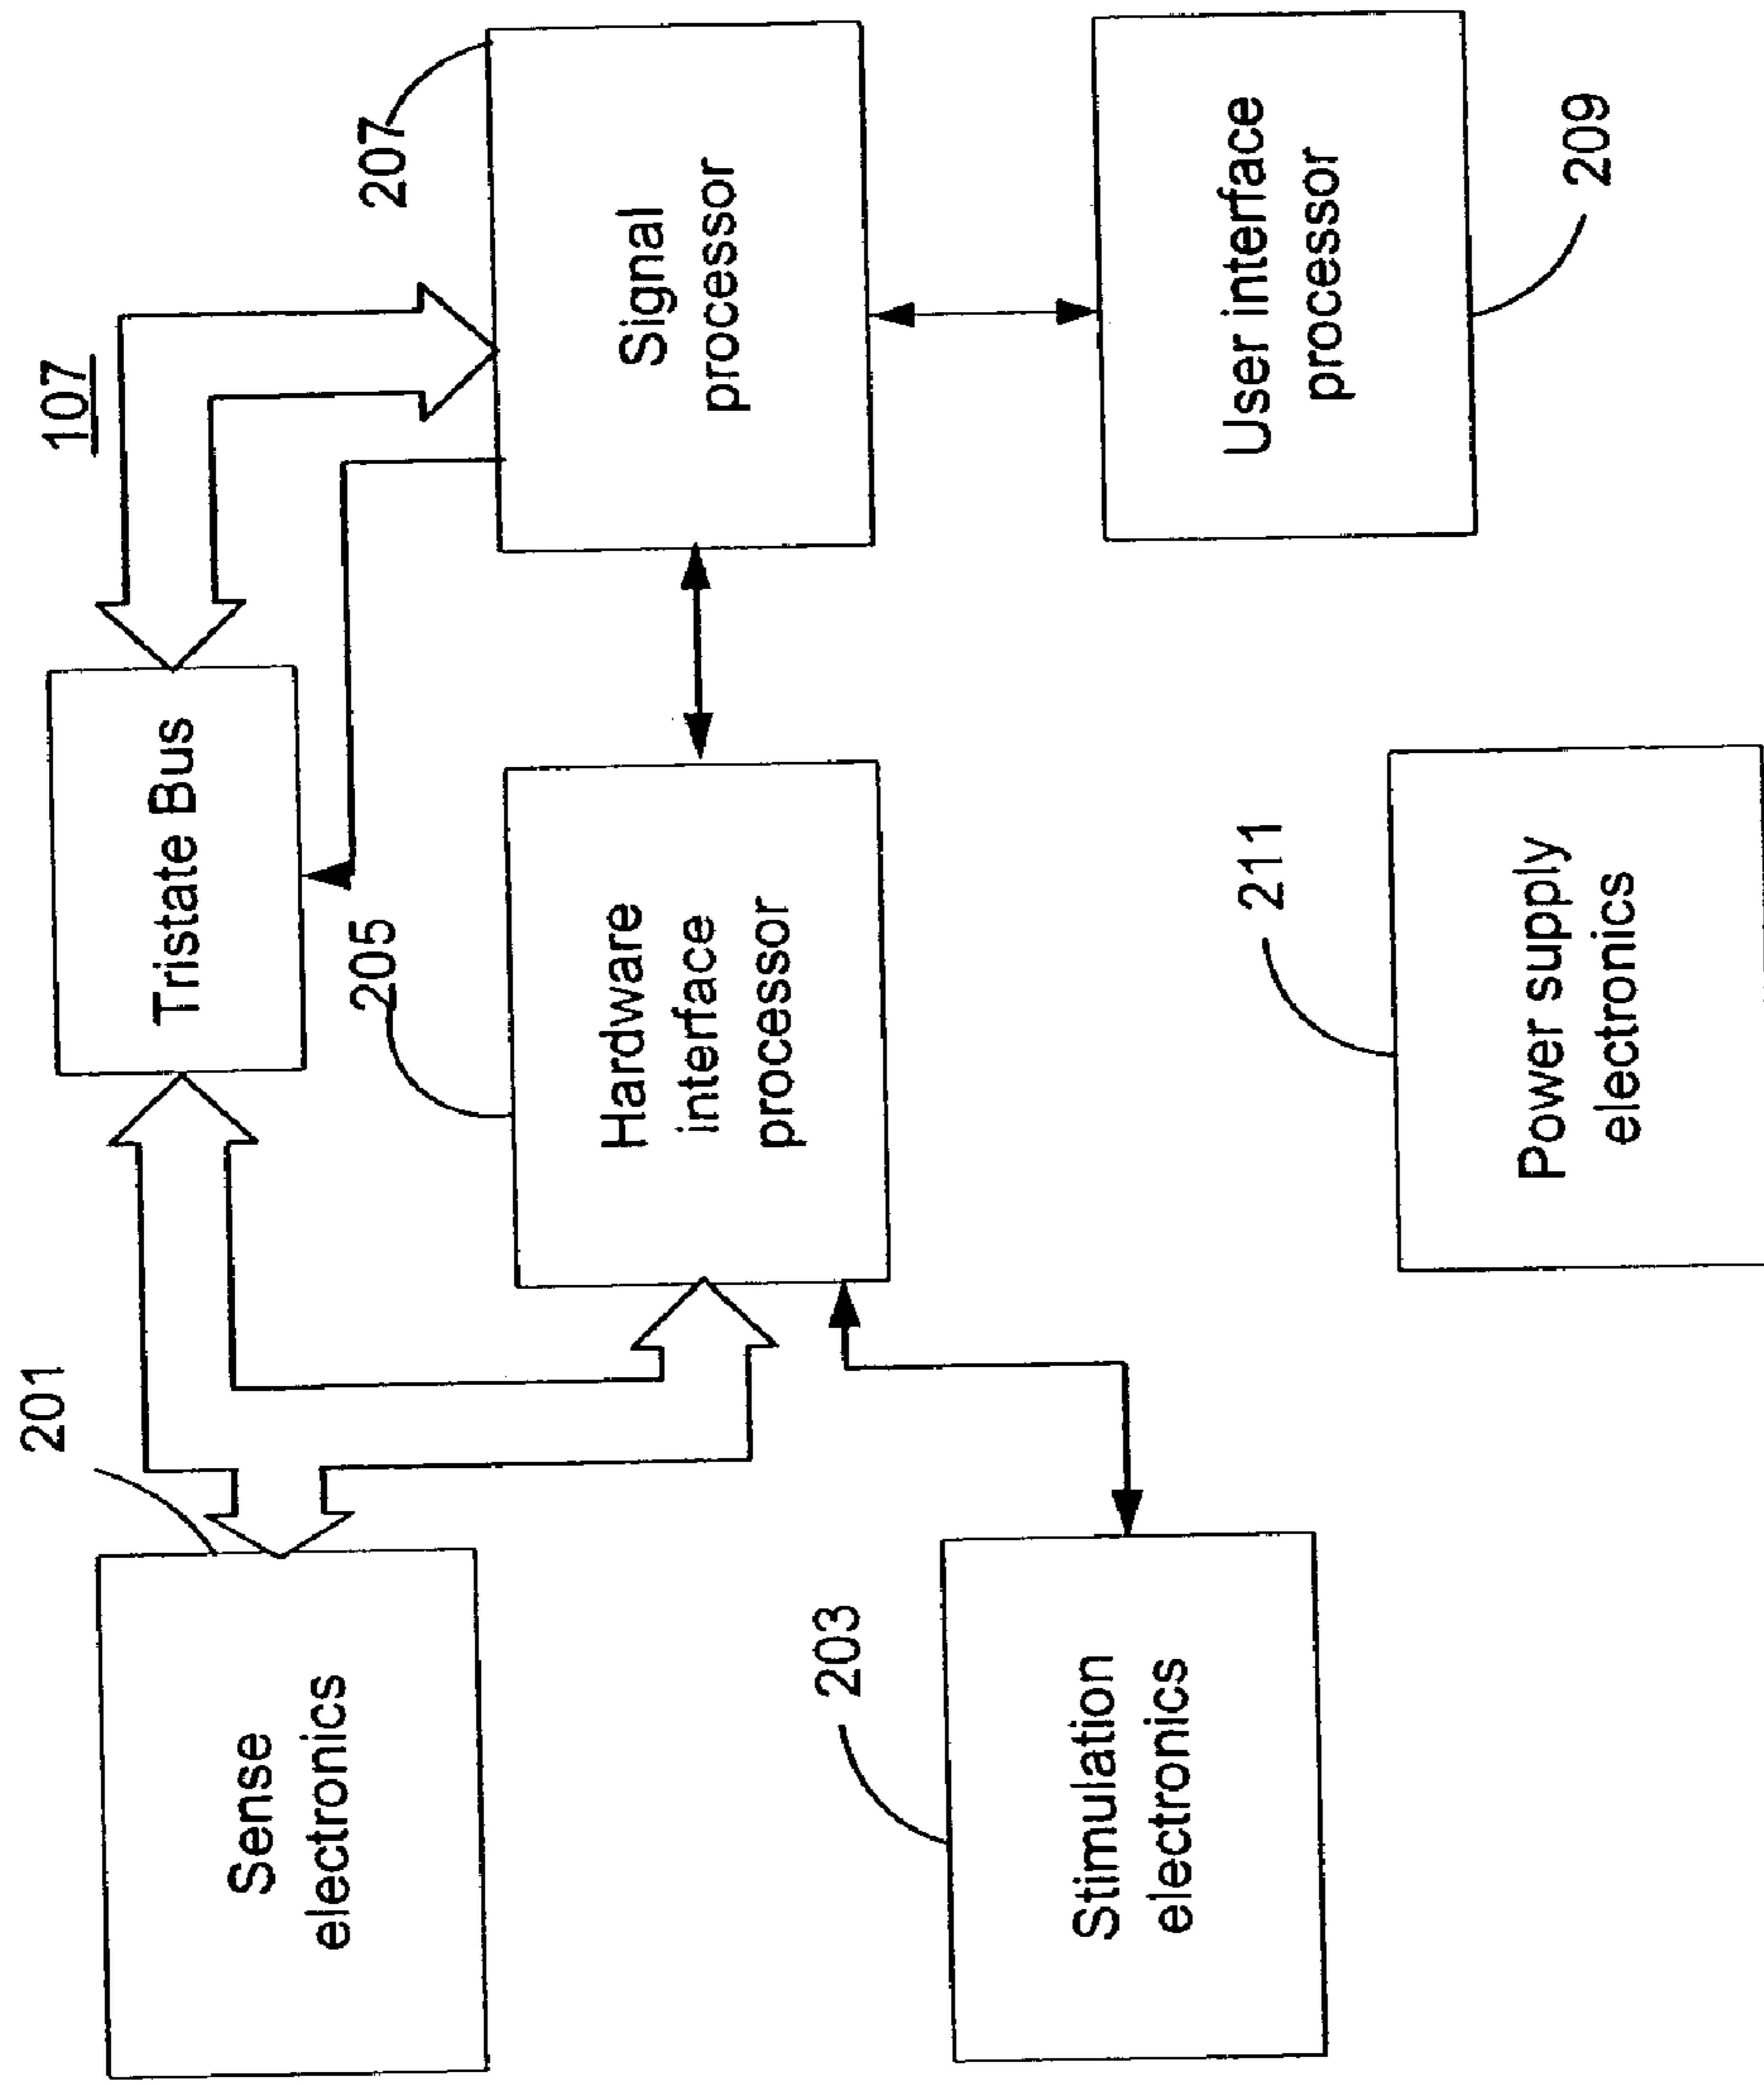 107
201
Sense
electronics
Tristate Bus
207
Signal
processor
205
Hardware
interface
processor
203
Stimulation
electronics
User interface
processor
209
211
Power supply
electronics